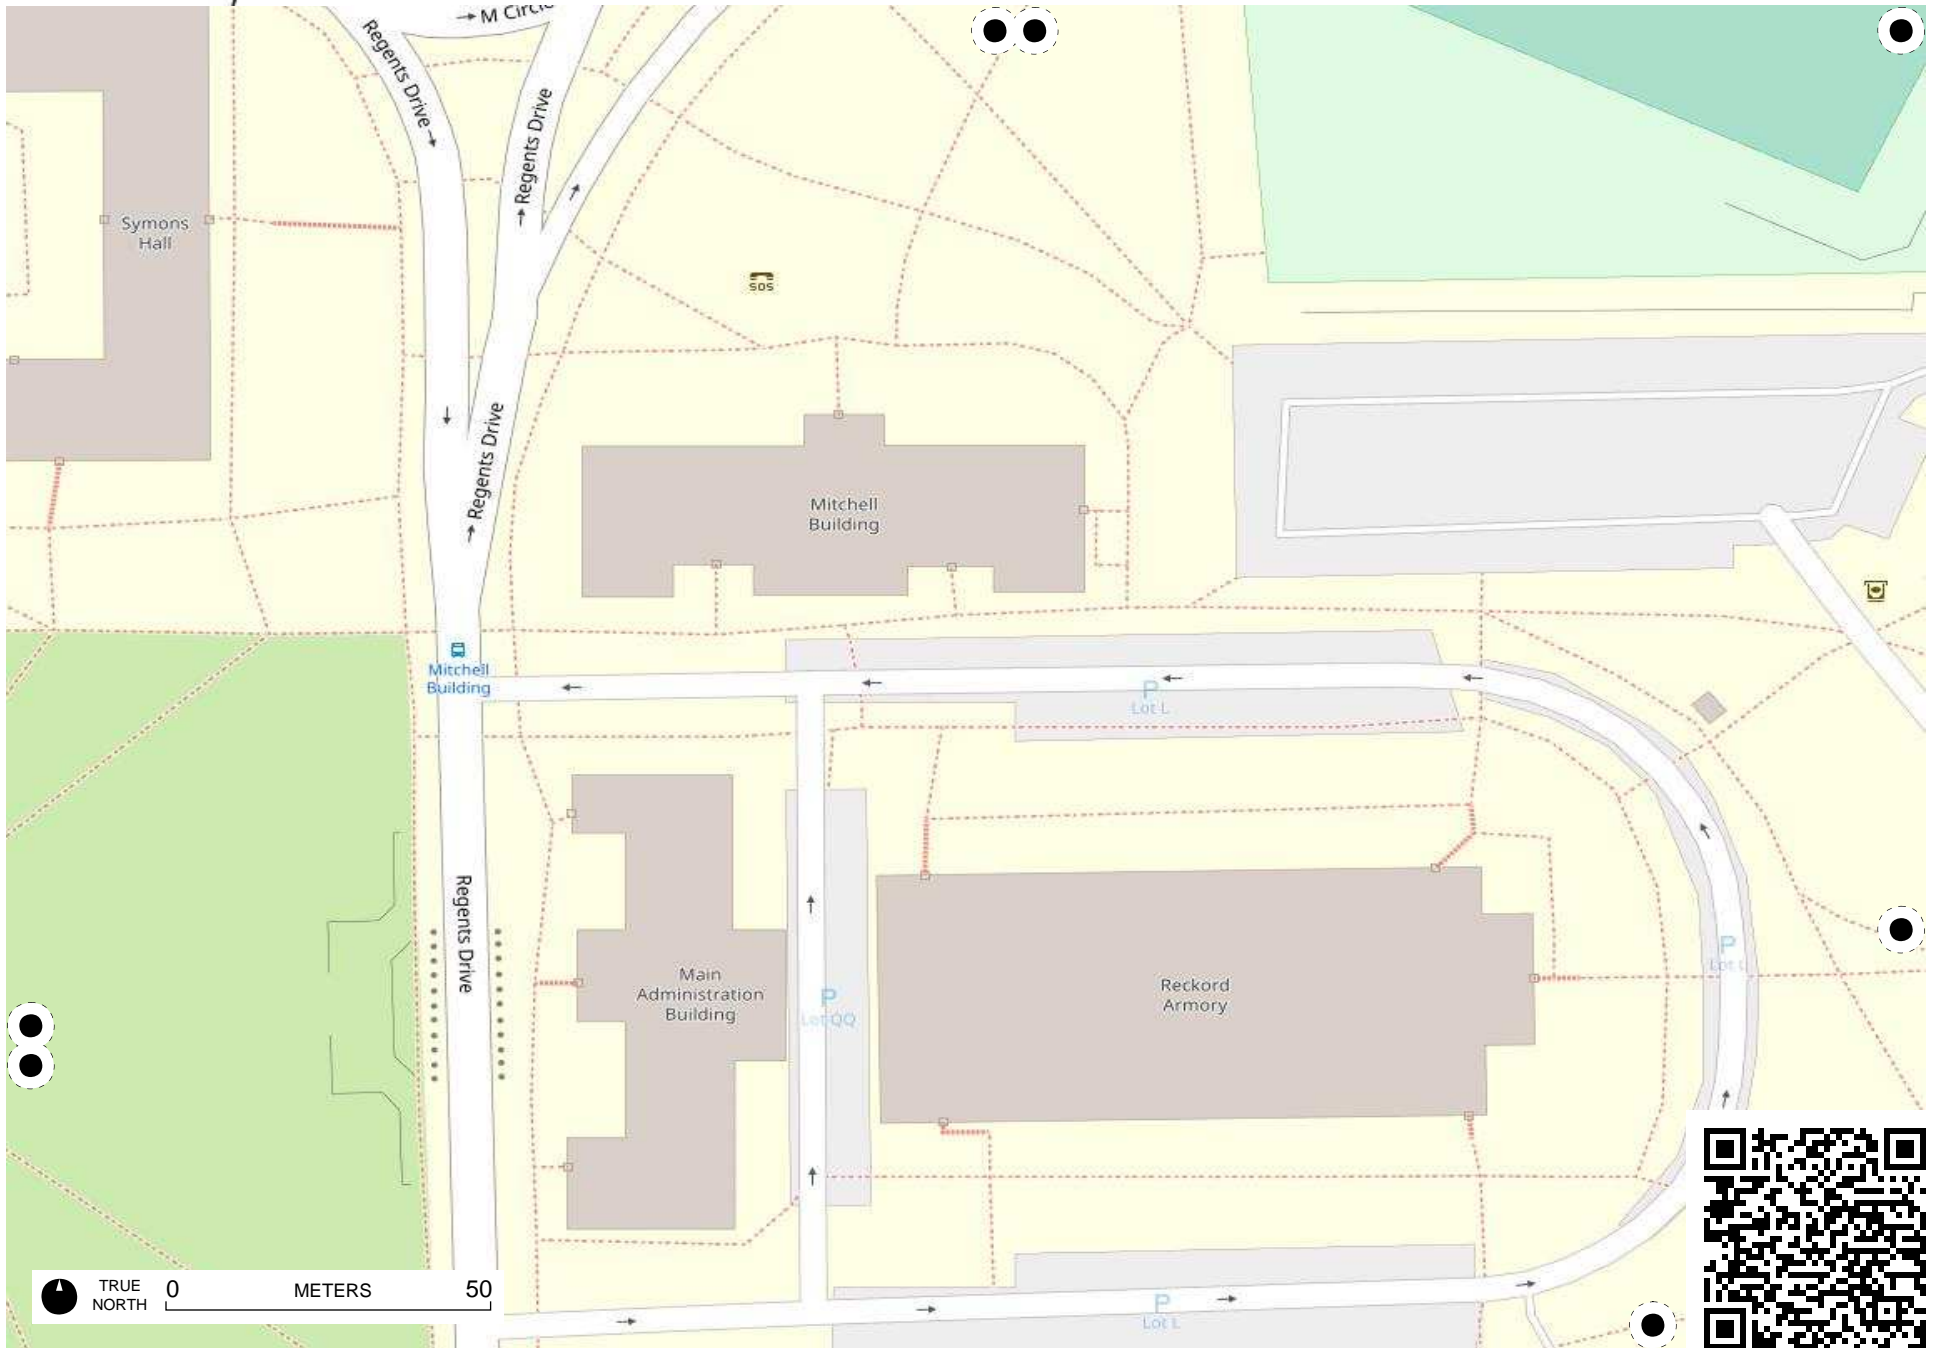 M Circle
Regents Drive
Regents Drive
Symons
Hall
SOS
Regents Drive
Mitchell
Building
Mitchell
Building
P
Lot L
Regents Drive
Main
Administration
Building
P
Lot QQ
Reckord
Armory
P
Lot L
TRUE
NORTH
0 METERS 50
P
Lot L